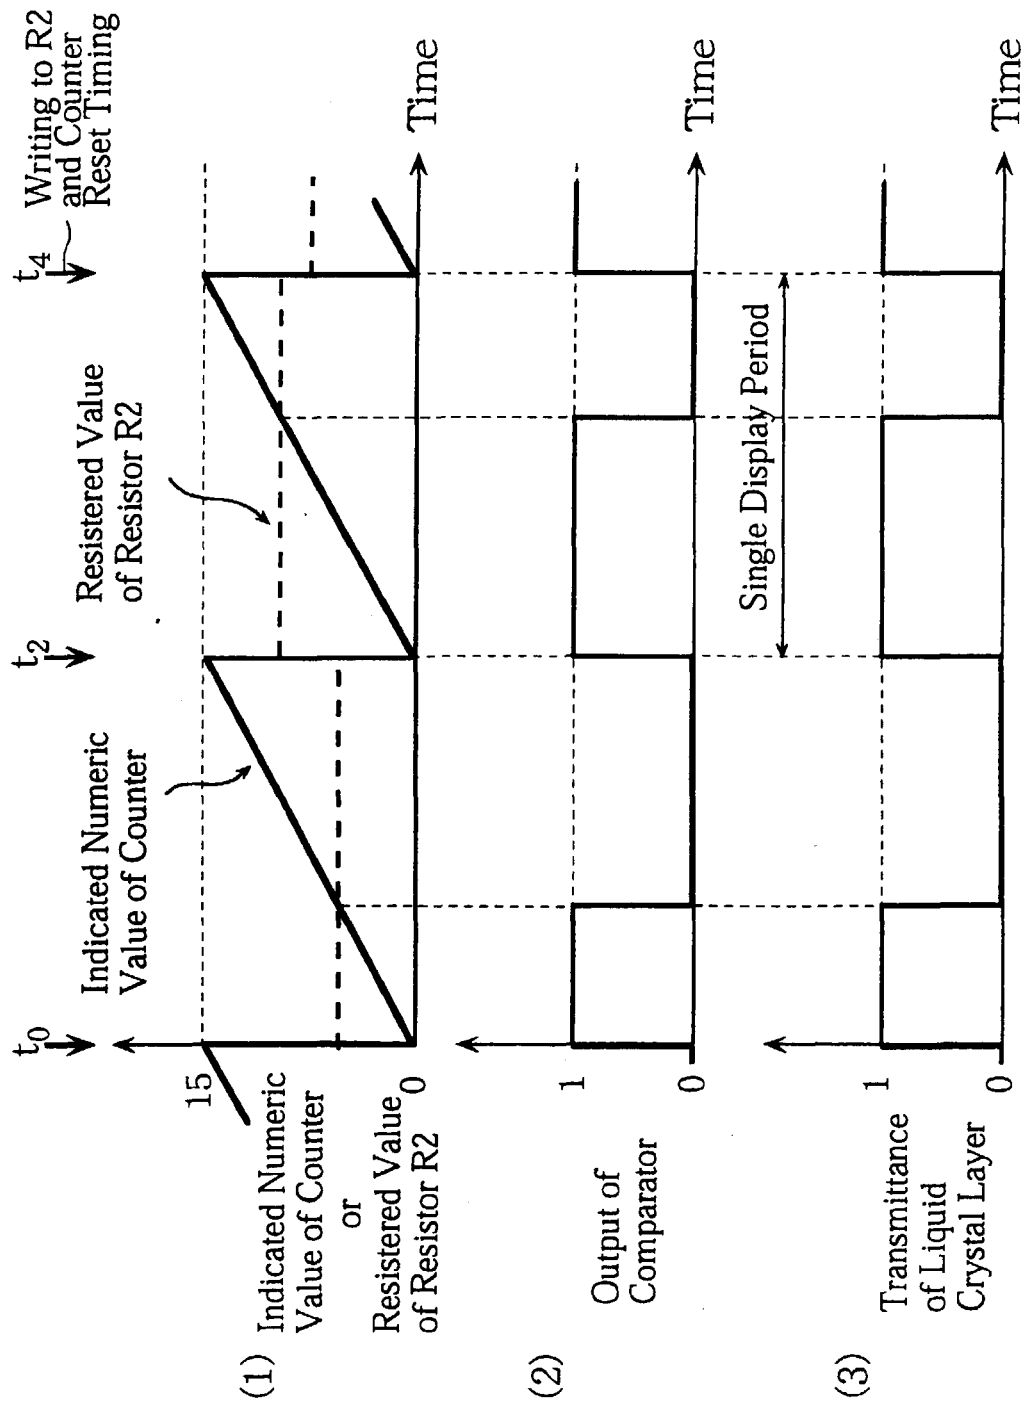 t0
t2
t4
Writing to R2
and Counter
Reset Timing
Indicated Numeric
Value of Counter
Resistered Value
of Resistor R2
(1)
Indicated Numeric
Value of Counter
or
Resistered Value
of Resistor R2
15
0
Time
(2)
Output of
Comparator
1
0
Time
Single Display Period
(3)
Transmittance
of Liquid
Crystal Layer
1
0
Time